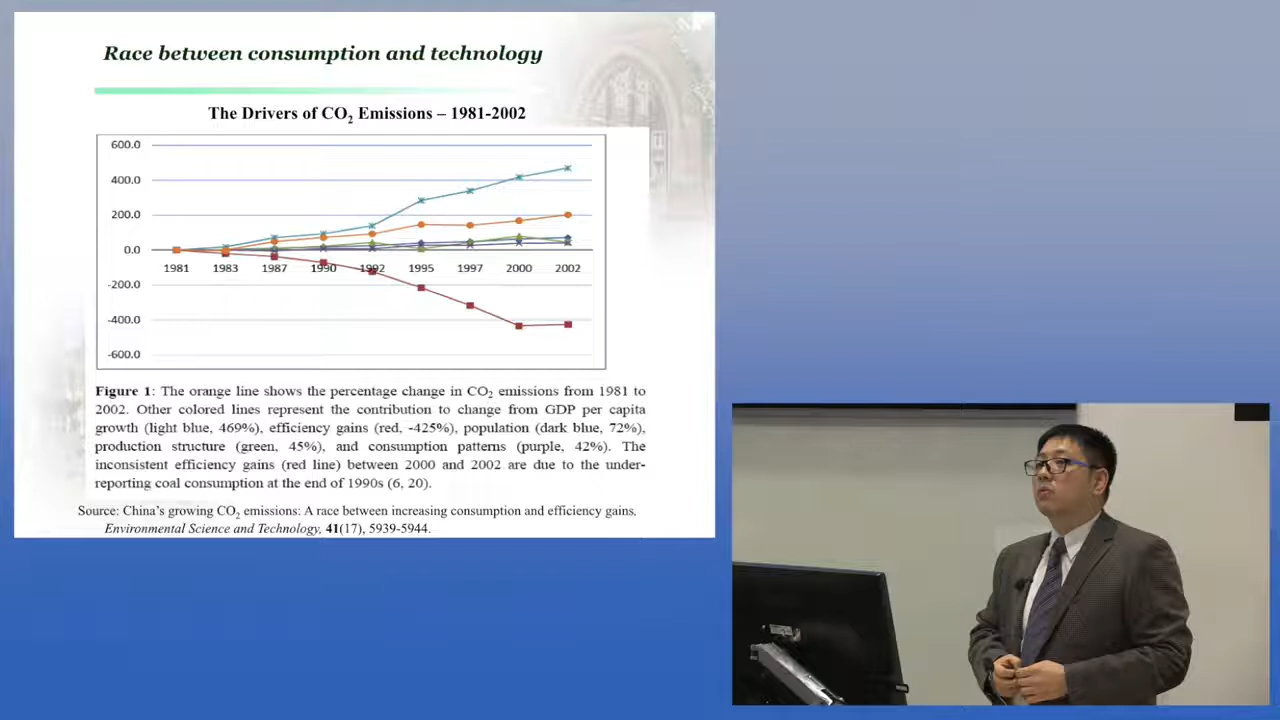 Race between consumption and technology
The Drivers of CO2 Emissions – 1981-2002
600.0
400.0
200.0
0.0
1981 1983 1987 1990 1992 1995 1997 2000 2002
-200.0
-400.0
-600.0
Figure 1: The orange line shows the percentage change in CO2 emissions from 1981 to
2002. Other colored lines represent the contribution to change from GDP per capita
growth (light blue, 469%), efficiency gains (red, -425%), population (dark blue, 72%),
production structure (green, 45%), and consumption patterns (purple, 42%). The
inconsistent efficiency gains (red line) between 2000 and 2002 are due to the under-
reporting coal consumption at the end of 1990s (6, 20).
Source: China's growing CO2 emissions: A race between increasing consumption and efficiency gains,
Environmental Science and Technology, 41(17), 5939-5944.